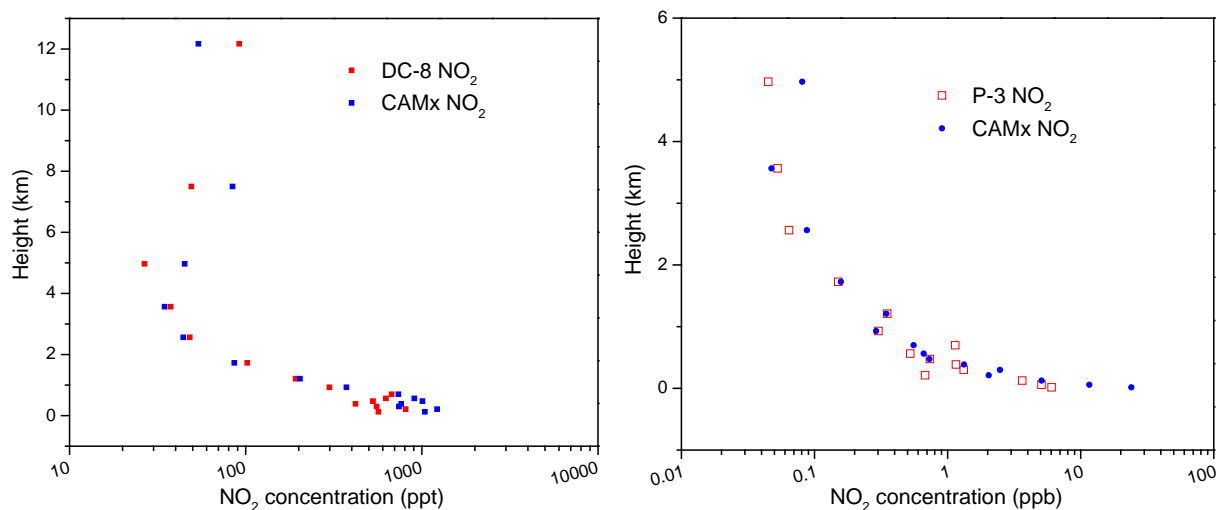 12
10
8
6
4
2
0
Height (km)
DC-8 NO₂
CAMx NO₂
10
100
1000
10000
NO₂ concentration (ppt)
6
4
2
0
Height (km)
P-3 NO₂
CAMx NO₂
0.01
0.1
1
10
100
NO₂ concentration (ppb)